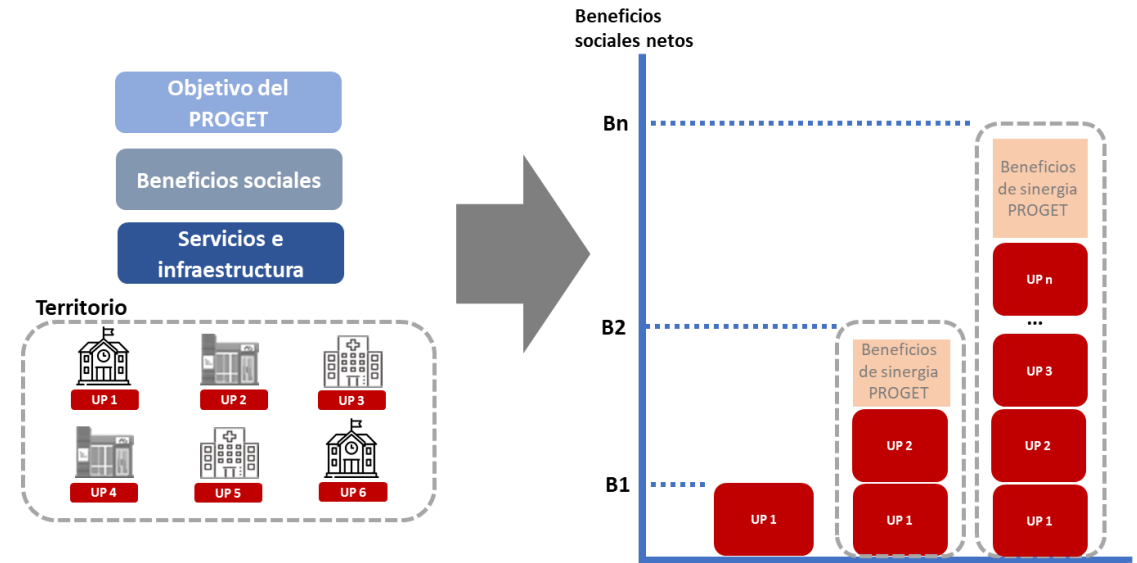 Objetivo del
PROGET
Beneficios sociales
Servicios e
infraestructura
Territorio
UP 1
UP 2
UP 3
UP 4
UP 5
UP 6
Beneficios
sociales netos
Bn
B2
B1
UP 1
Beneficios
de sinergia
PROGET
UP 2
UP 1
Beneficios
de sinergia
PROGET
UP n
...
UP 3
UP 2
UP 1